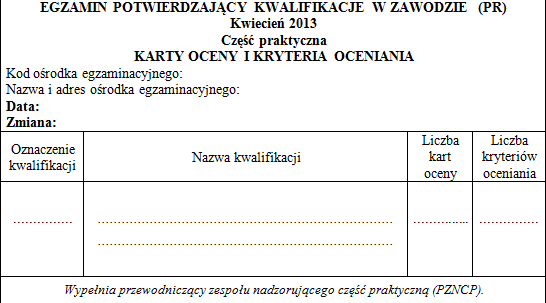 EGZAMIN POTWIERDZAJĄCY KWALIFIKACJE W ZAWODZIE (PR)
Kwiecień 2013
Część praktyczna
KARTY OCENY I KRYTERIA OCENIANIA
Kod ośrodka egzaminacyjnego:
Nazwa i adres ośrodka egzaminacyjnego:
Data:
Zmiana:
Oznaczenie kwalifikacji
Nazwa kwalifikacji
Liczba kart oceny
Liczba kryteriów oceniania
Wypełnia przewodniczący zespołu nadzorującego część praktyczną (PZNCP).